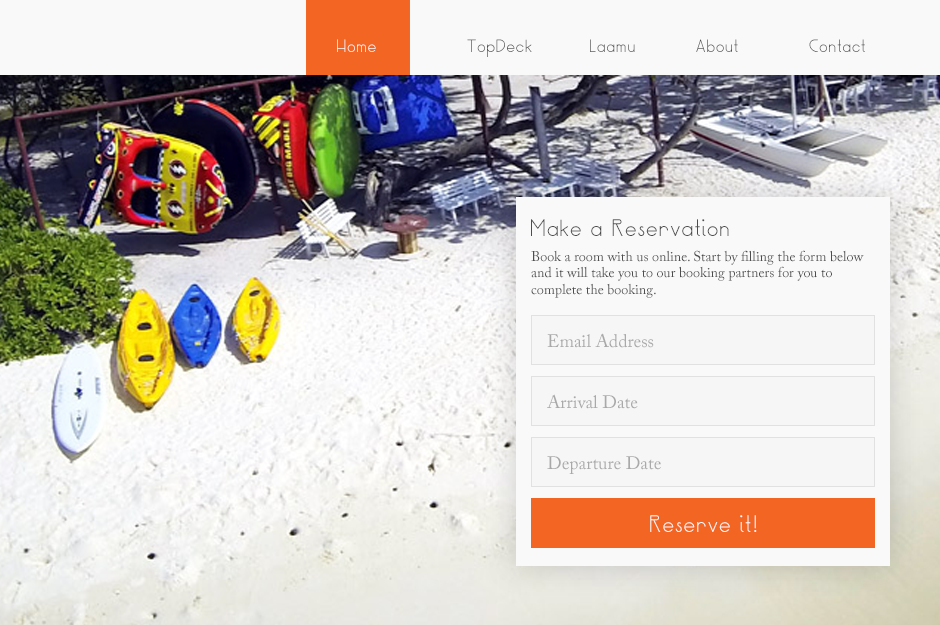 Home TopDeck Laamu About Contact
Make a Reservation
Book a room with us online. Start by filling the form below
and it will take you to our booking partners for you to
complete the booking.
Email Address
Arrival Date
Departure Date
Reserve it!
BIG MABLE